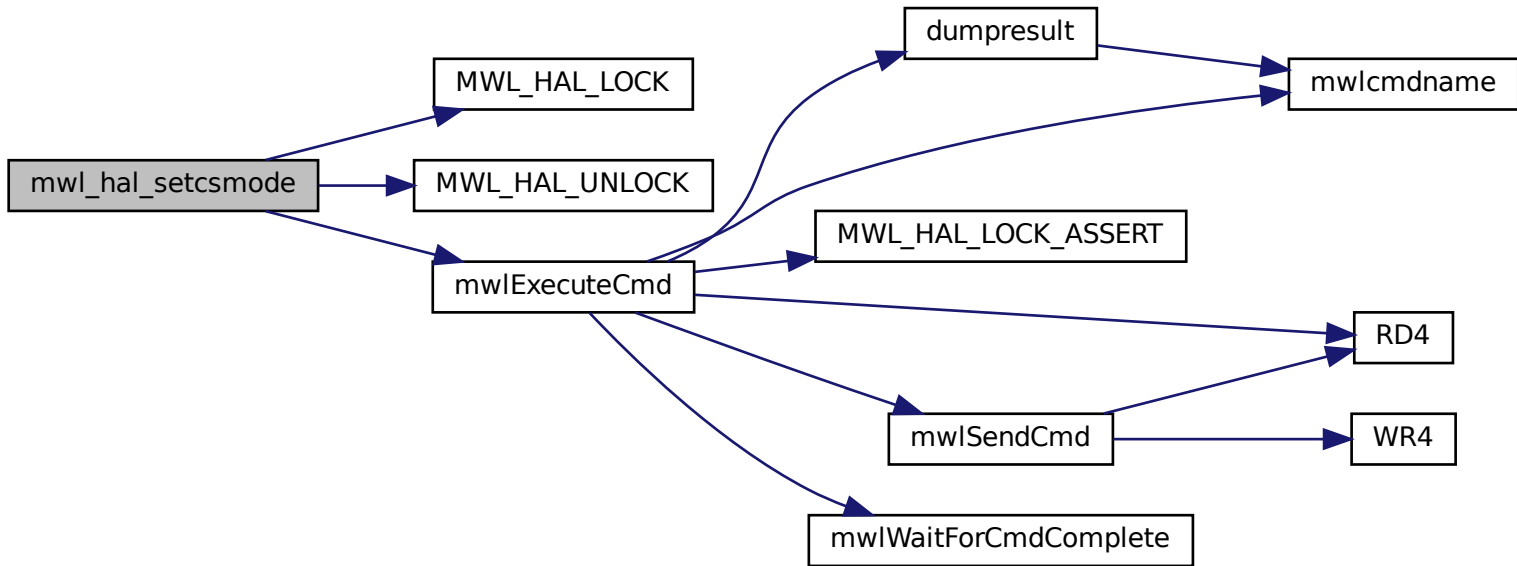 dumpresult
MWL_HAL_LOCK
mwlcmdname
mwl_hal_setcsmode
MWL_HAL_UNLOCK
MWL_HAL_LOCK_ASSERT
mwlExecuteCmd
RD4
mwlSendCmd
WR4
mwlWaitForCmdComplete